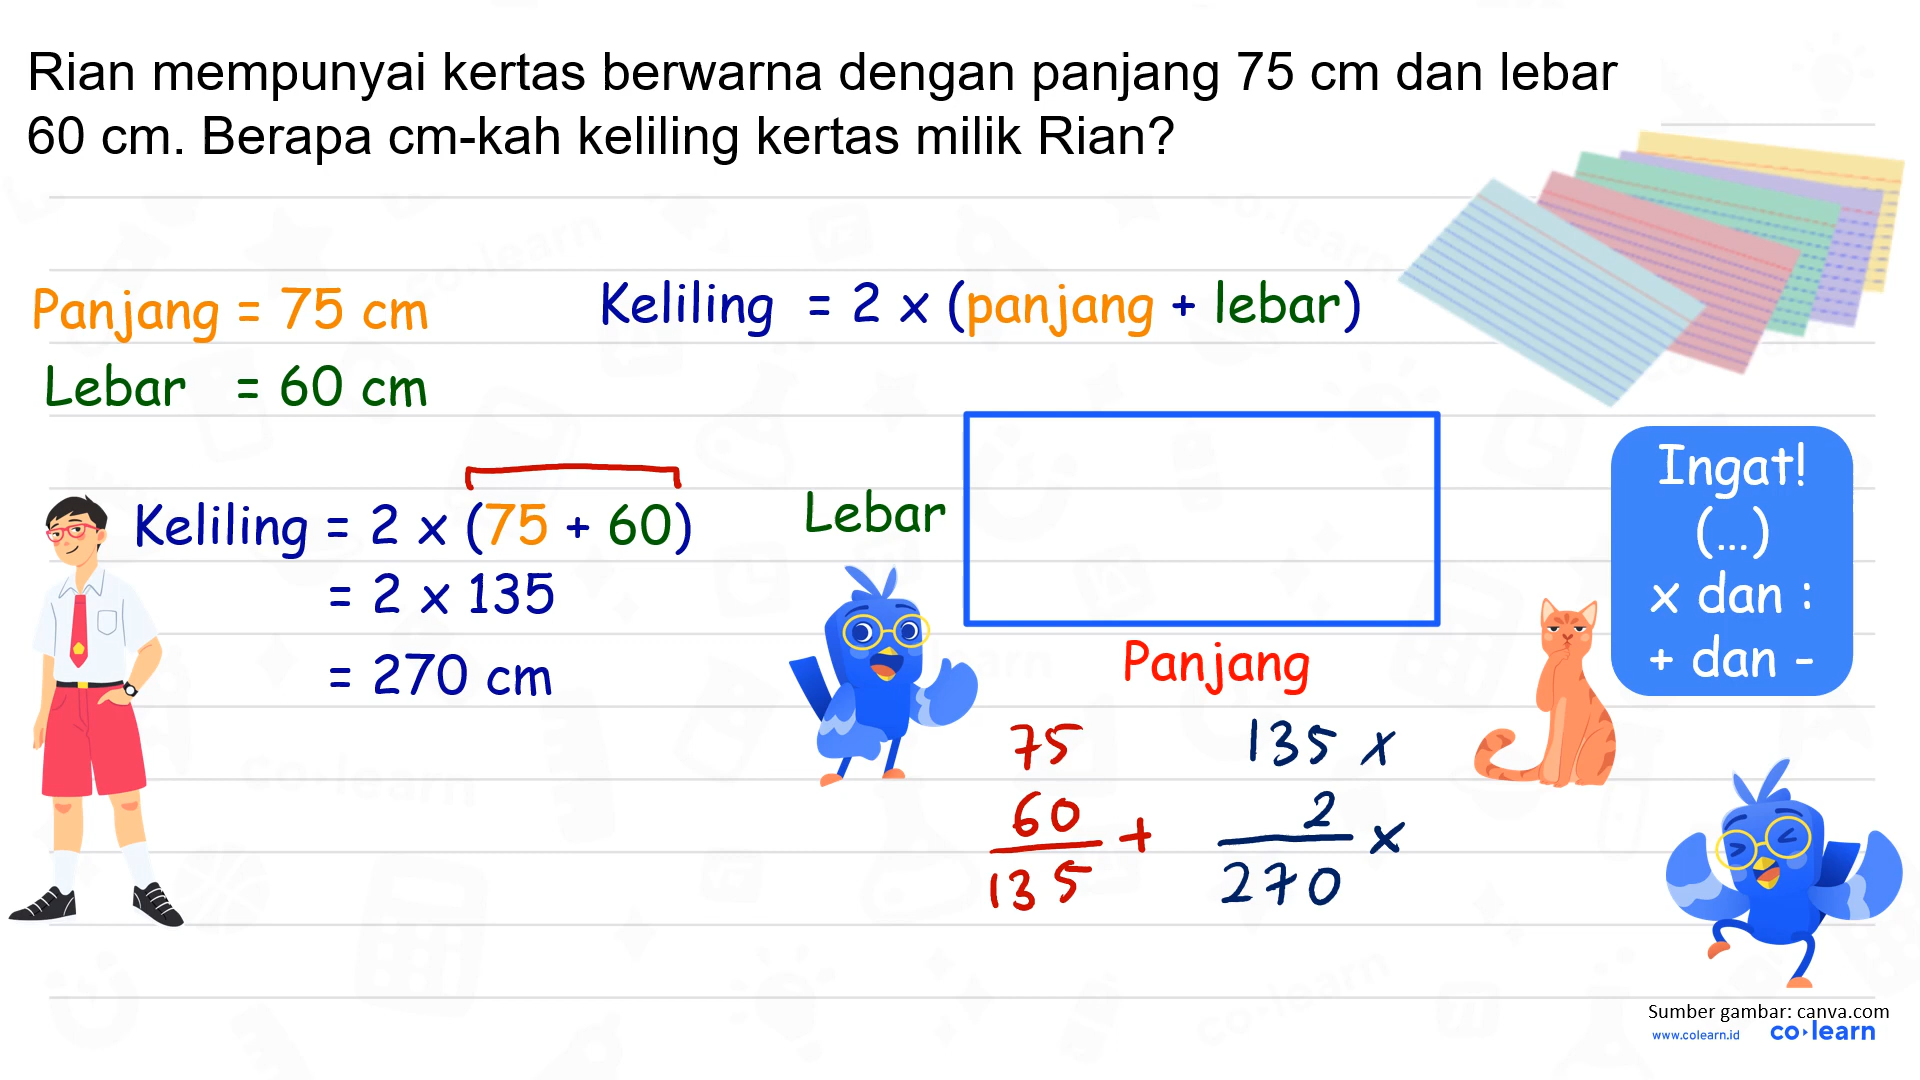 Rian mempunyai kertas berwarna dengan panjang 75 cm dan lebar
60 cm. Berapa cm-kah keliling kertas milik Rian?
Panjang = 75 cm
Lebar = 60 cm
Keliling = 2 x (panjang + lebar)
Keliling = 2 x (75 + 60)
= 2 x 135
= 270 cm
Lebar
Panjang
75
60 +
135
135 x
2 x
270
Ingat!
(...)
x dan :
+ dan -
Sumber gambar: canva.com
www.colearn.id
co·learn